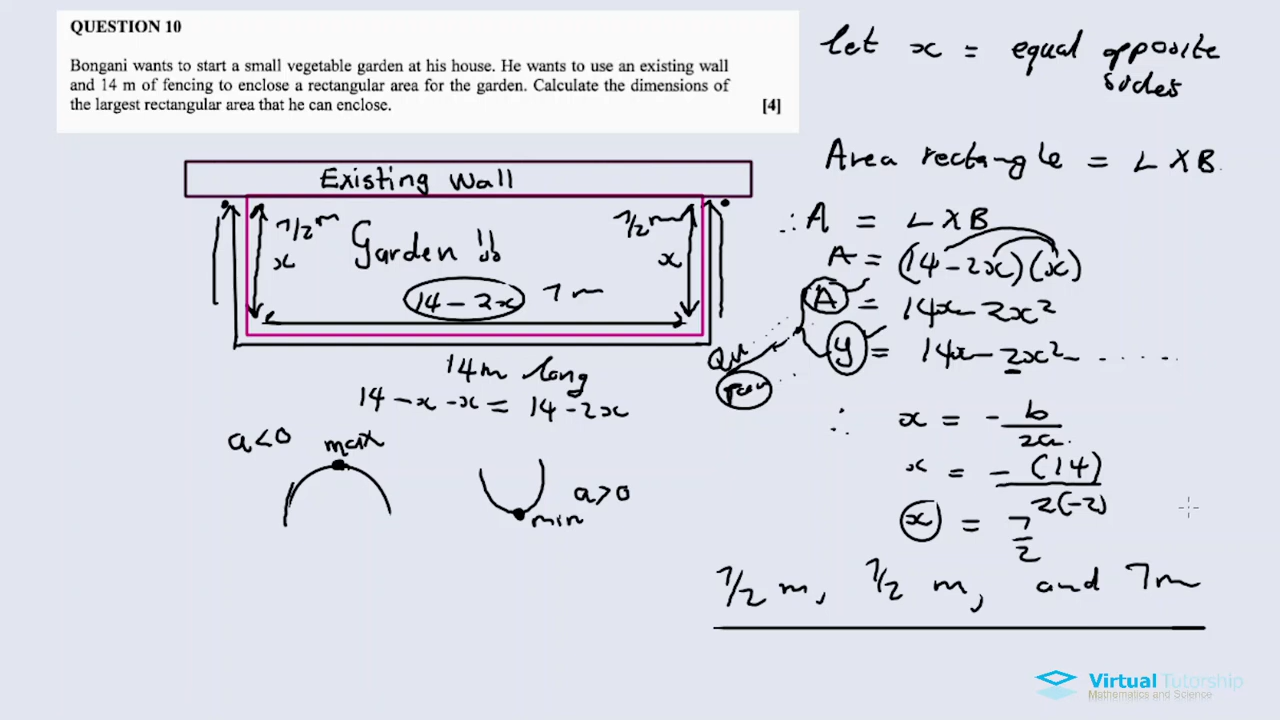 QUESTION 10
Bongani wants to start a small vegetable garden at his house. He wants to use an existing wall
and 14 m of fencing to enclose a rectangular area for the garden. Calculate the dimensions of
the largest rectangular area that he can enclose. [4]
Existing Wall
7/2 m
7/2 m
x
Garden !!
x
14 - 2x 7m
14m long
14 - x - x = 14 - 2x
a<0 max
a>0
min
let x = equal opposite
sides
Area rectangle = L X B.
∴ A = L X B
A = (14 - 2x)(x)
A = 14x - 2x²
y = 14x - 2x²
∴ x = - b/2a.
x = - (14)/2(-2)
x = 7/2
7/2 m, 7/2 m, and 7m
Virtual Tutorship
Mathematics and Science